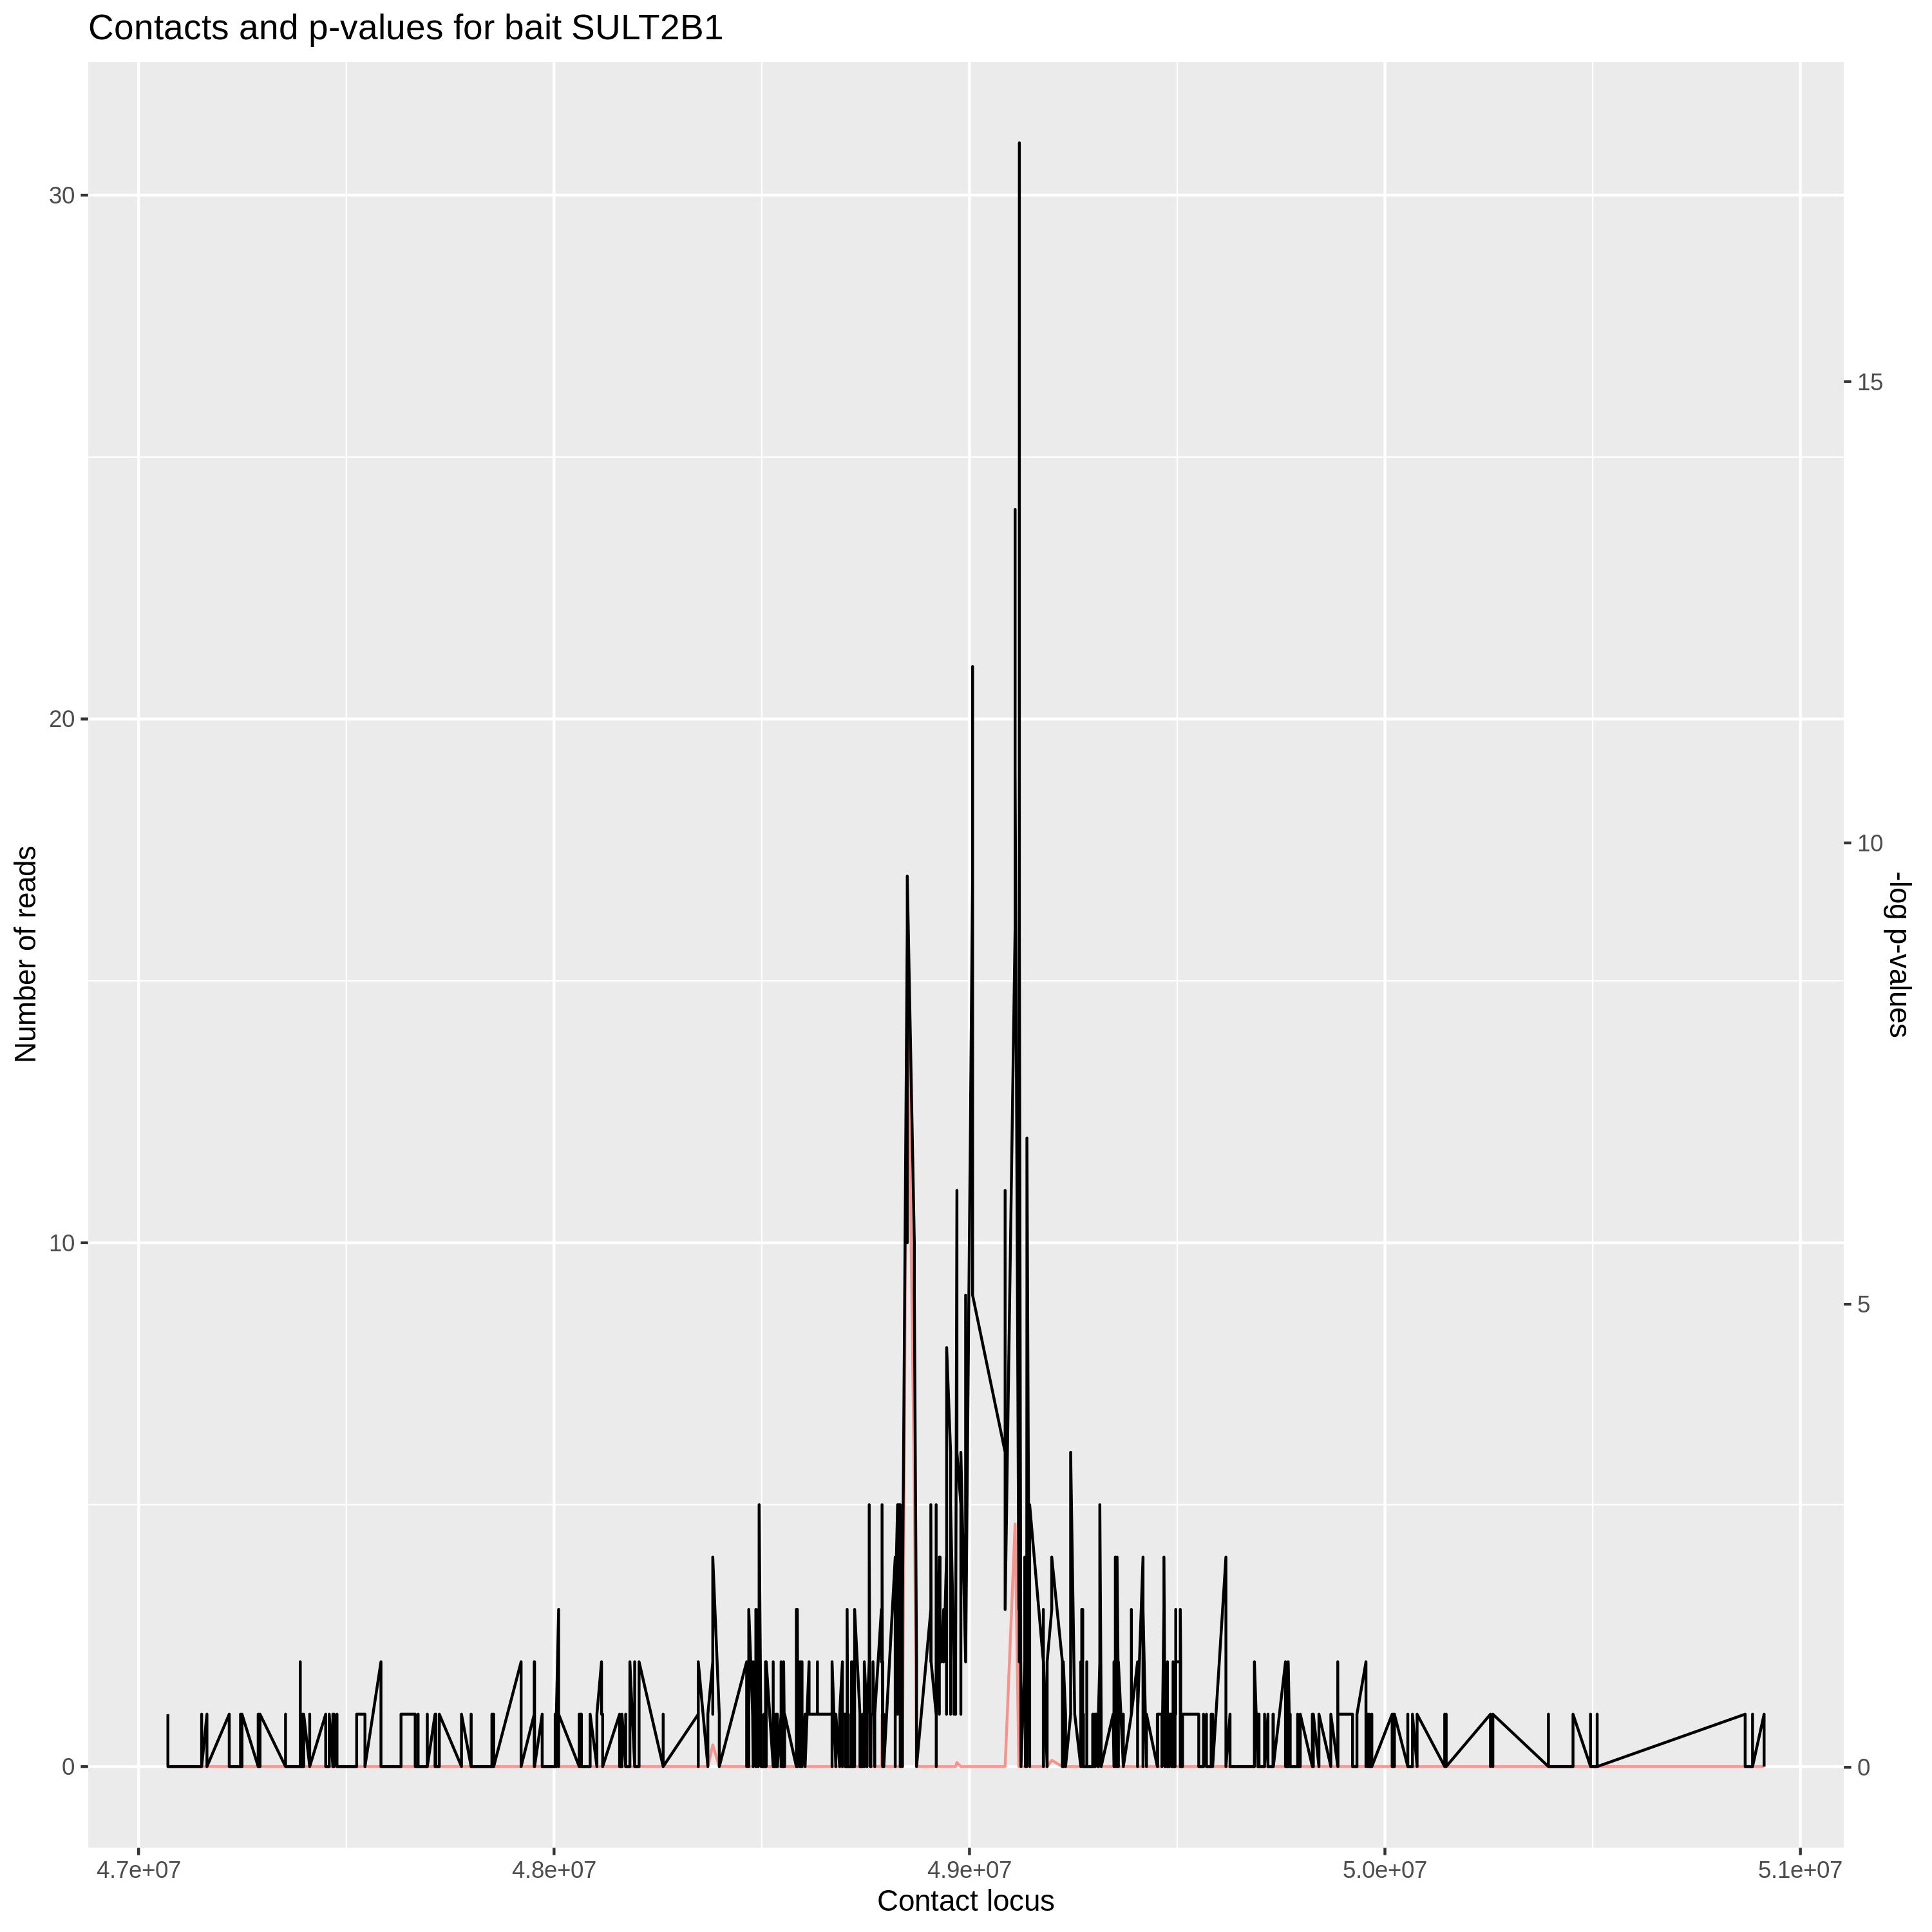 Contacts and p-values for bait SULT2B1
30
20
10
0
15
10
5
0
Number of reads
-log p-values
4.7e+07 4.8e+07 4.9e+07 5.0e+07 5.1e+07
Contact locus